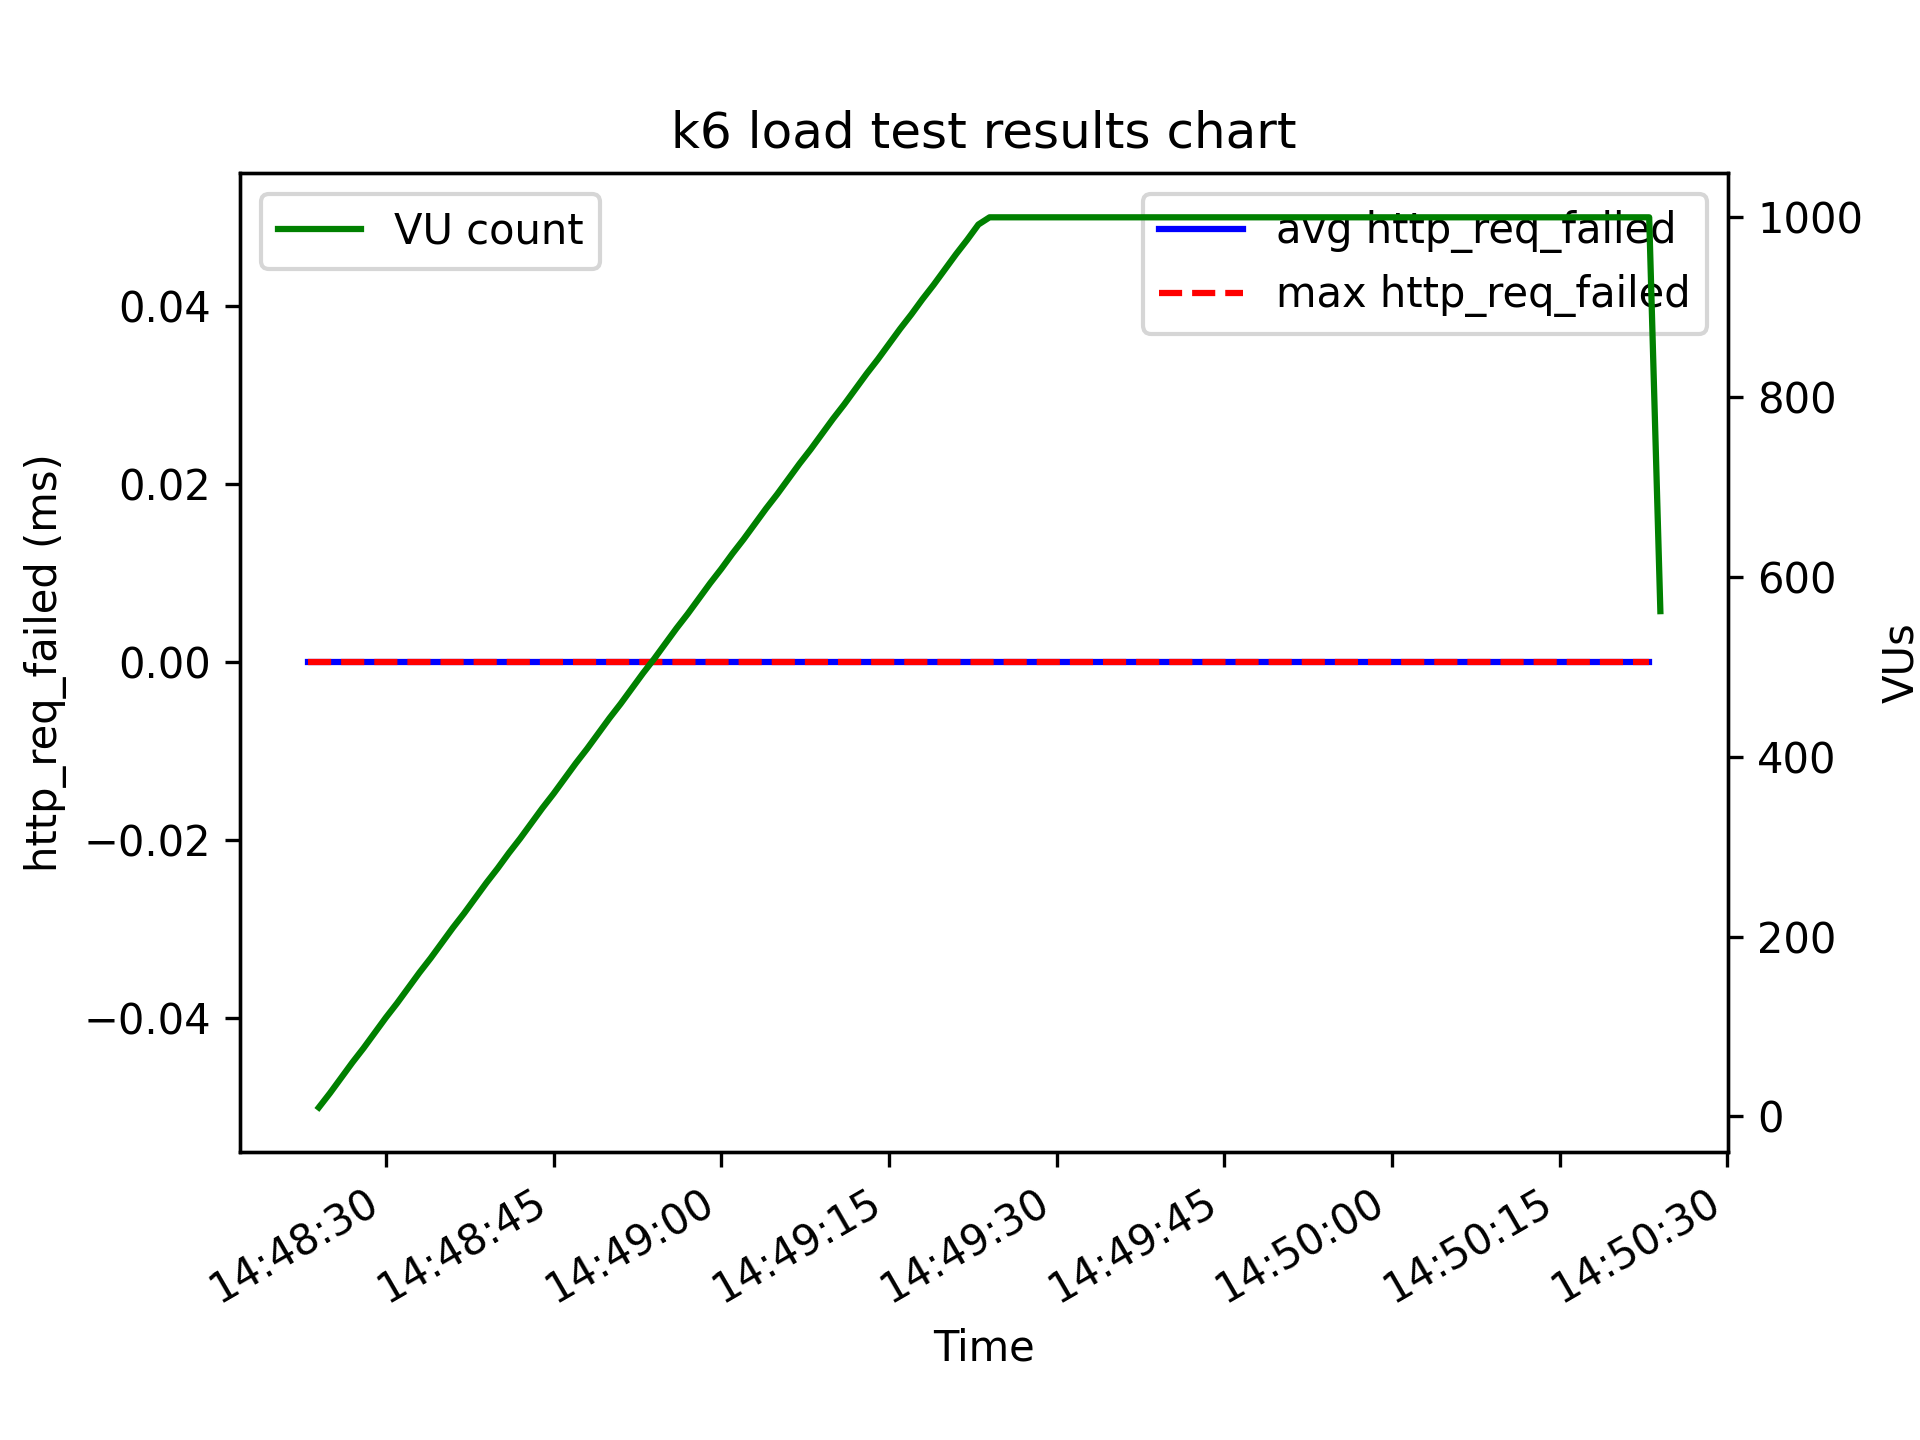 k6 load test results chart
VU count
avg http_req_failed
max http_req_failed
http_req_failed (ms)
0.04
0.02
0.00
−0.02
−0.04
1000
800
600
400
200
0
VUs
14:48:30
14:48:45
14:49:00
14:49:15
14:49:30
14:49:45
14:50:00
14:50:15
14:50:30
Time